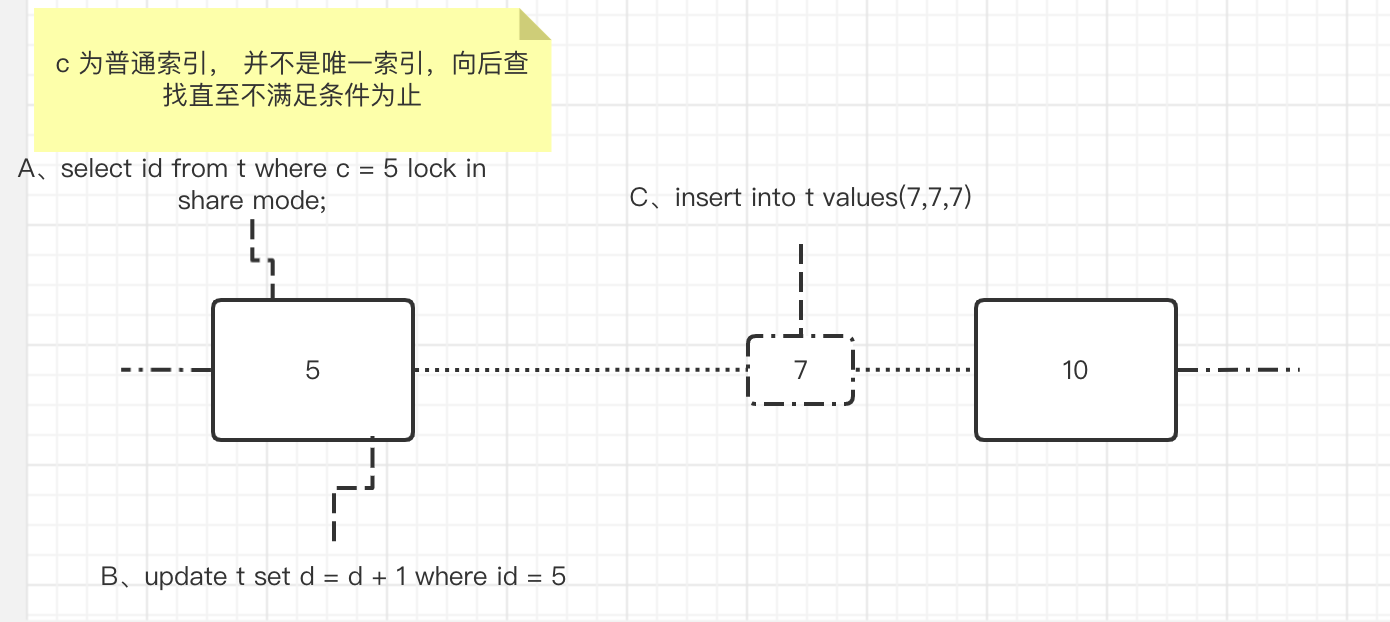 c 为普通索引， 并不是唯一索引，向后查
找直至不满足条件为止
A、select id from t where c = 5 lock in
share mode;
C、insert into t values(7,7,7)
5
7
10
B、update t set d = d + 1 where id = 5